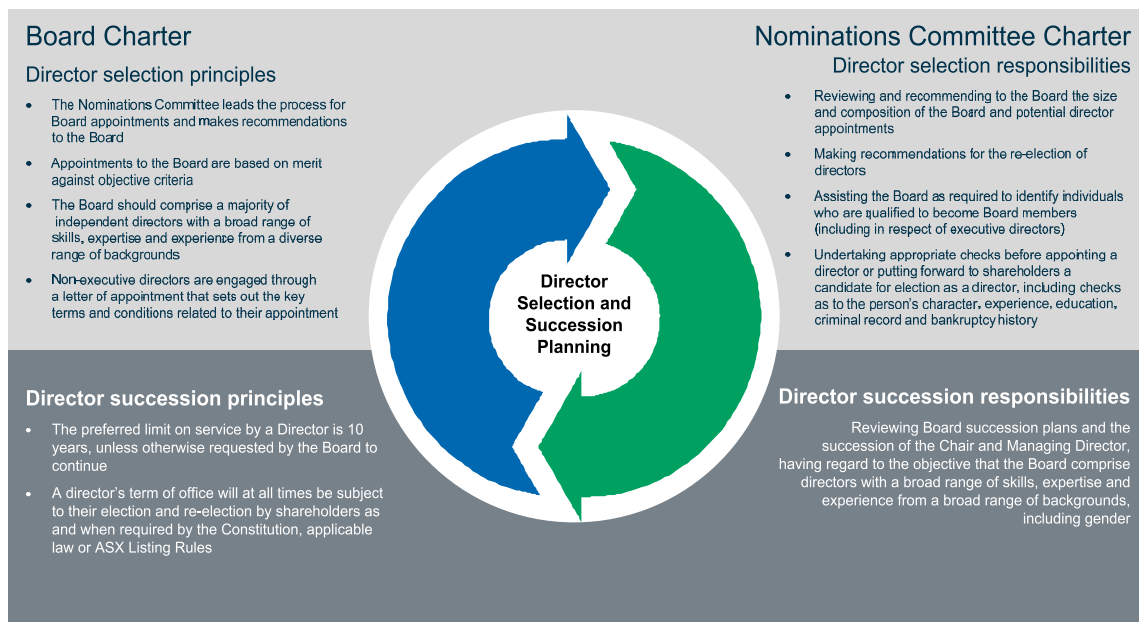 Board Charter
Director selection principles
• The Nominations Committee leads the process for
Board appointments and makes recommendations
to the Board
• Appointments to the Board are based on merit
against objective criteria
• The Board should comprise a majority of
independent directors with a broad range of
skills, expertise and experience from a diverse
range of backgrounds
• Non-executive directors are engaged through
a letter of appointment that sets out the key
terms and conditions related to their appointment
Nominations Committee Charter
Director selection responsibilities
• Reviewing and recommending to the Board the size
and composition of the Board and potential director
appointments
• Making recommendations for the re-election of
directors
• Assisting the Board as required to identify individuals
who are qualified to become Board members
(including in respect of executive directors)
• Undertaking appropriate checks before appointing a
director or putting forward to shareholders a
candidate for election as a director, including checks
as to the person's character, experience, education,
criminal record and bankruptcy history
Director
Selection and
Succession
Planning
Director succession principles
• The preferred limit on service by a Director is 10
years, unless otherwise requested by the Board to
continue
• A director's term of office will at all times be subject
to their election and re-election by shareholders as
and when required by the Constitution, applicable
law or ASX Listing Rules
Director succession responsibilities
Reviewing Board succession plans and the
succession of the Chair and Managing Director,
having regard to the objective that the Board comprise
directors with a broad range of skills, expertise and
experience from a broad range of backgrounds,
including gender